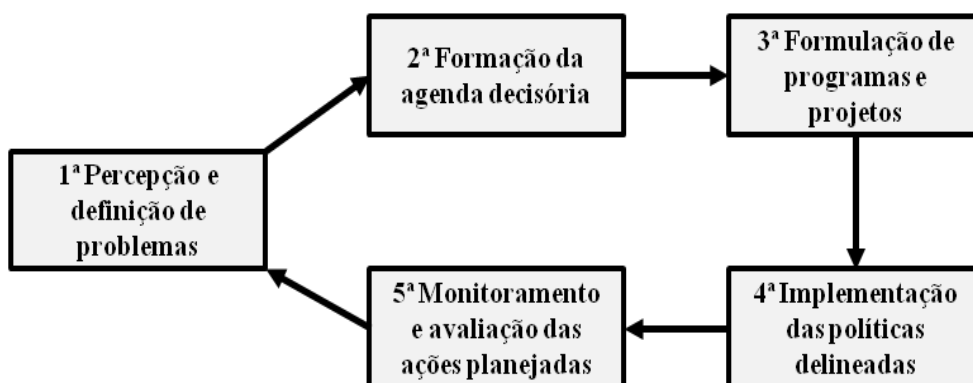 1ª Percepção e
definição de
problemas
2ª Formação da
agenda decisória
3ª Formulação de
programas e
projetos
4ª Implementação
das políticas
delineadas
5ª Monitoramento
e avaliação das
ações planejadas